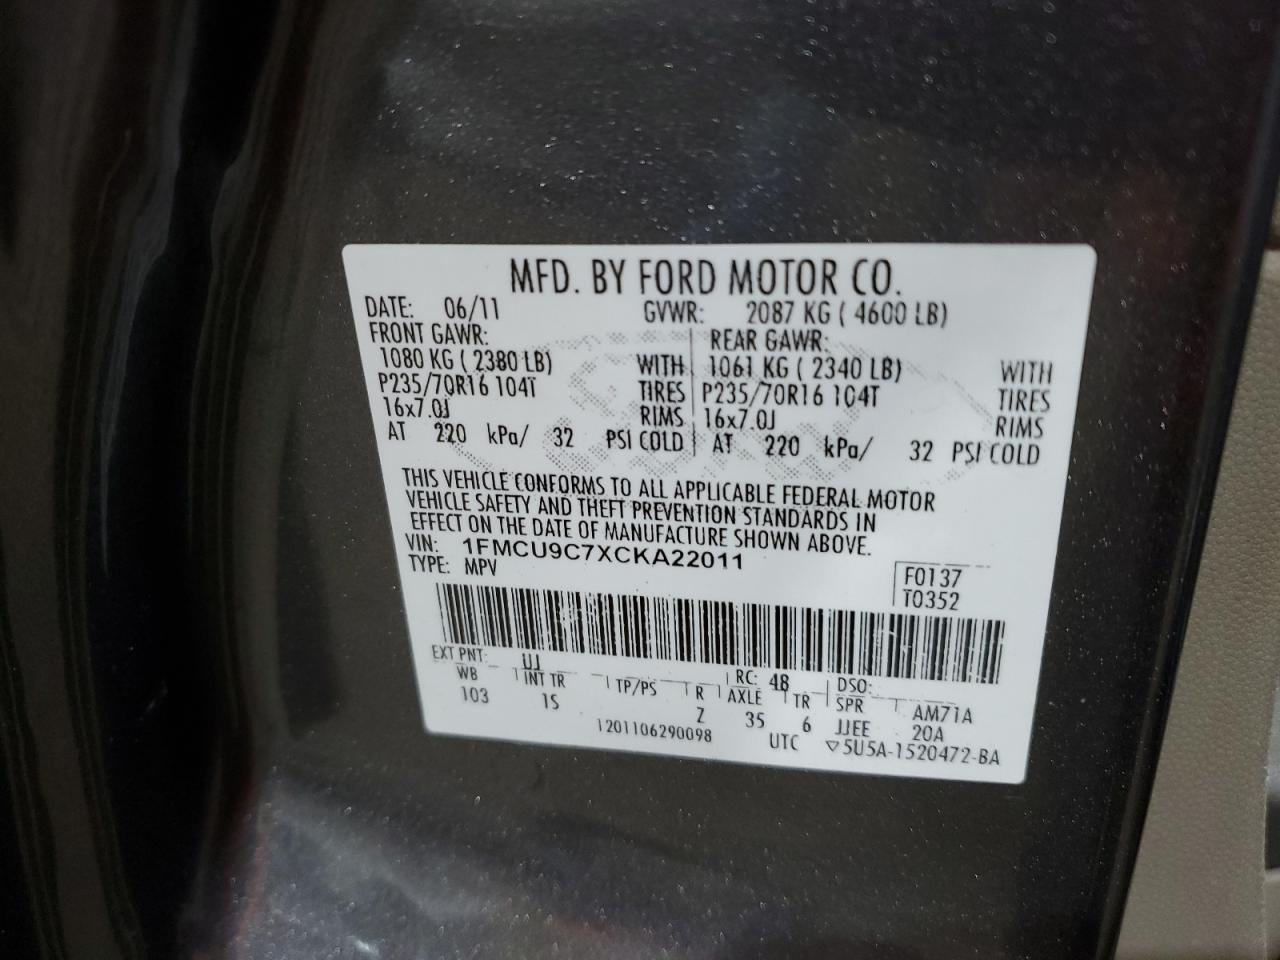 MFD. BY FORD MOTOR CO.
DATE: 06/11 GVWR: 2087 KG ( 4600 LB)
FRONT GAWR: REAR GAWR:
1080 KG ( 2380 LB) WITH 1061 KG ( 2340 LB) WITH
P235/70R16 104T TIRES P235/70R16 104T TIRES
16x7.0J RIMS 16x7.0J RIMS
AT 220 kPa/ 32 PSI COLD AT 220 kPa/ 32 PSI COLD
THIS VEHICLE CONFORMS TO ALL APPLICABLE FEDERAL MOTOR
VEHICLE SAFETY AND THEFT PREVENTION STANDARDS IN
EFFECT ON THE DATE OF MANUFACTURE SHOWN ABOVE.
VIN: 1FMCU9C7XCKA22011
TYPE: MPV
F0137
T0352
EXT PNT: UJ RC: 48 DSO:
WB INT TR TP/PS R AXLE TR SPR AM71A
103 1S Z 35 6 JJEE 20A
1201106290098 UTC ▽5U5A-1520472-BA